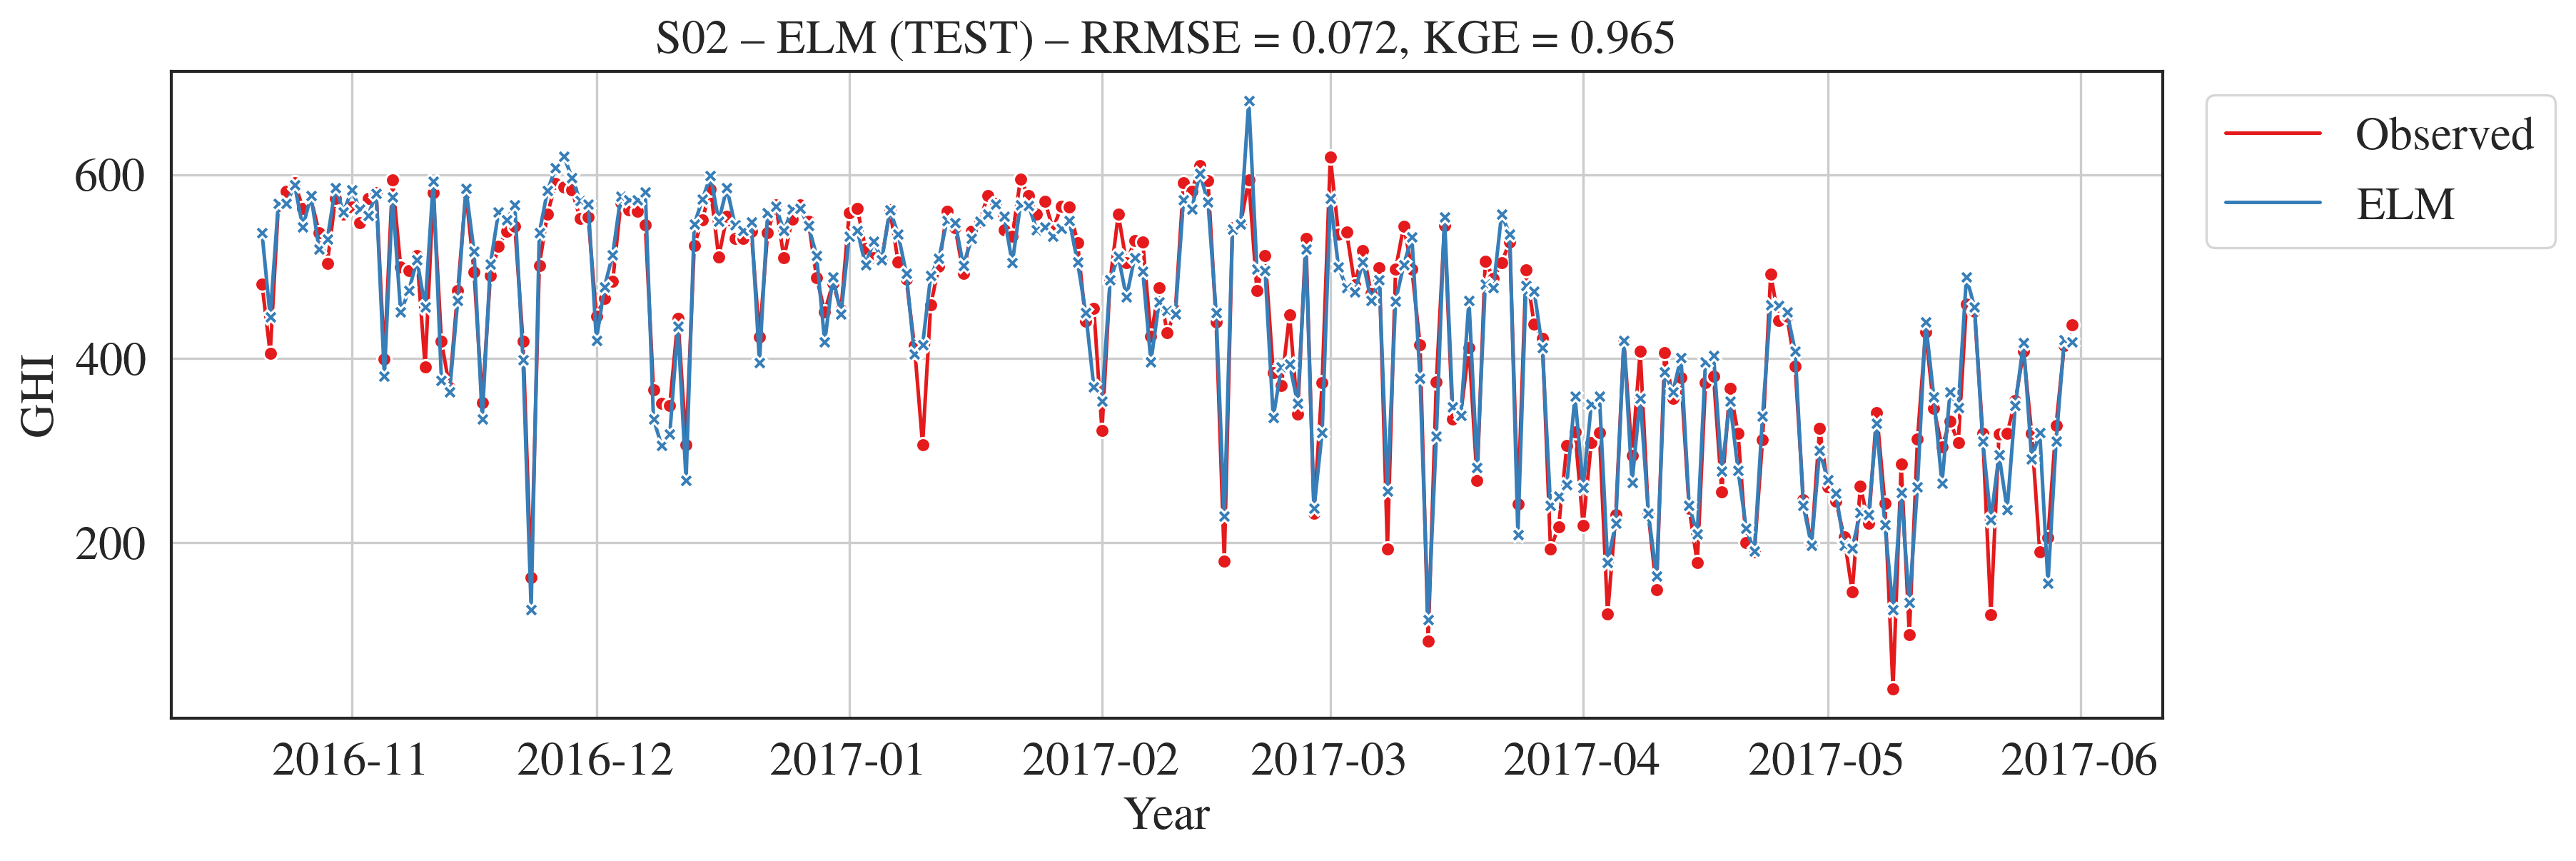 S02 – ELM (TEST) – RRMSE = 0.072, KGE = 0.965
Observed
ELM
GHI
600
400
200
2016-11 2016-12 2017-01 2017-02 2017-03 2017-04 2017-05 2017-06
Year